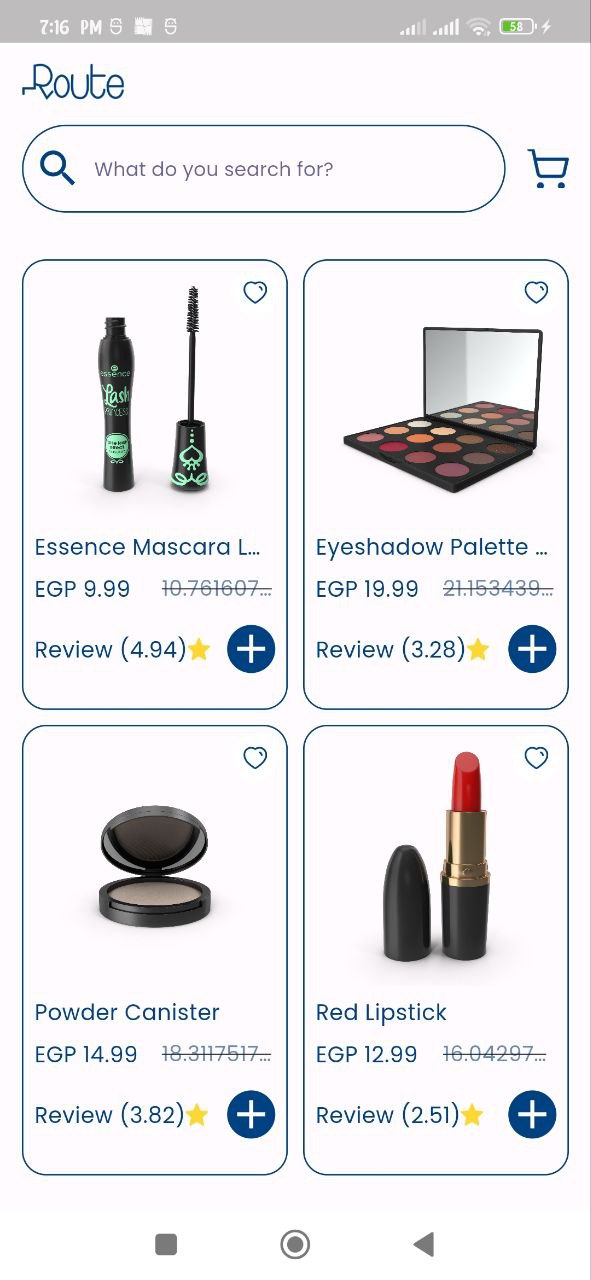 7:16 PM
58
Route
What do you search for?
essence
Lash
PRINCESS
Essence Mascara L...
Eyeshadow Palette ...
EGP 9.99 10.761607...
EGP 19.99 21.153439...
Review (4.94)
Review (3.28)
Powder Canister
Red Lipstick
EGP 14.99 18.3117517...
EGP 12.99 16.04297...
Review (3.82)
Review (2.51)